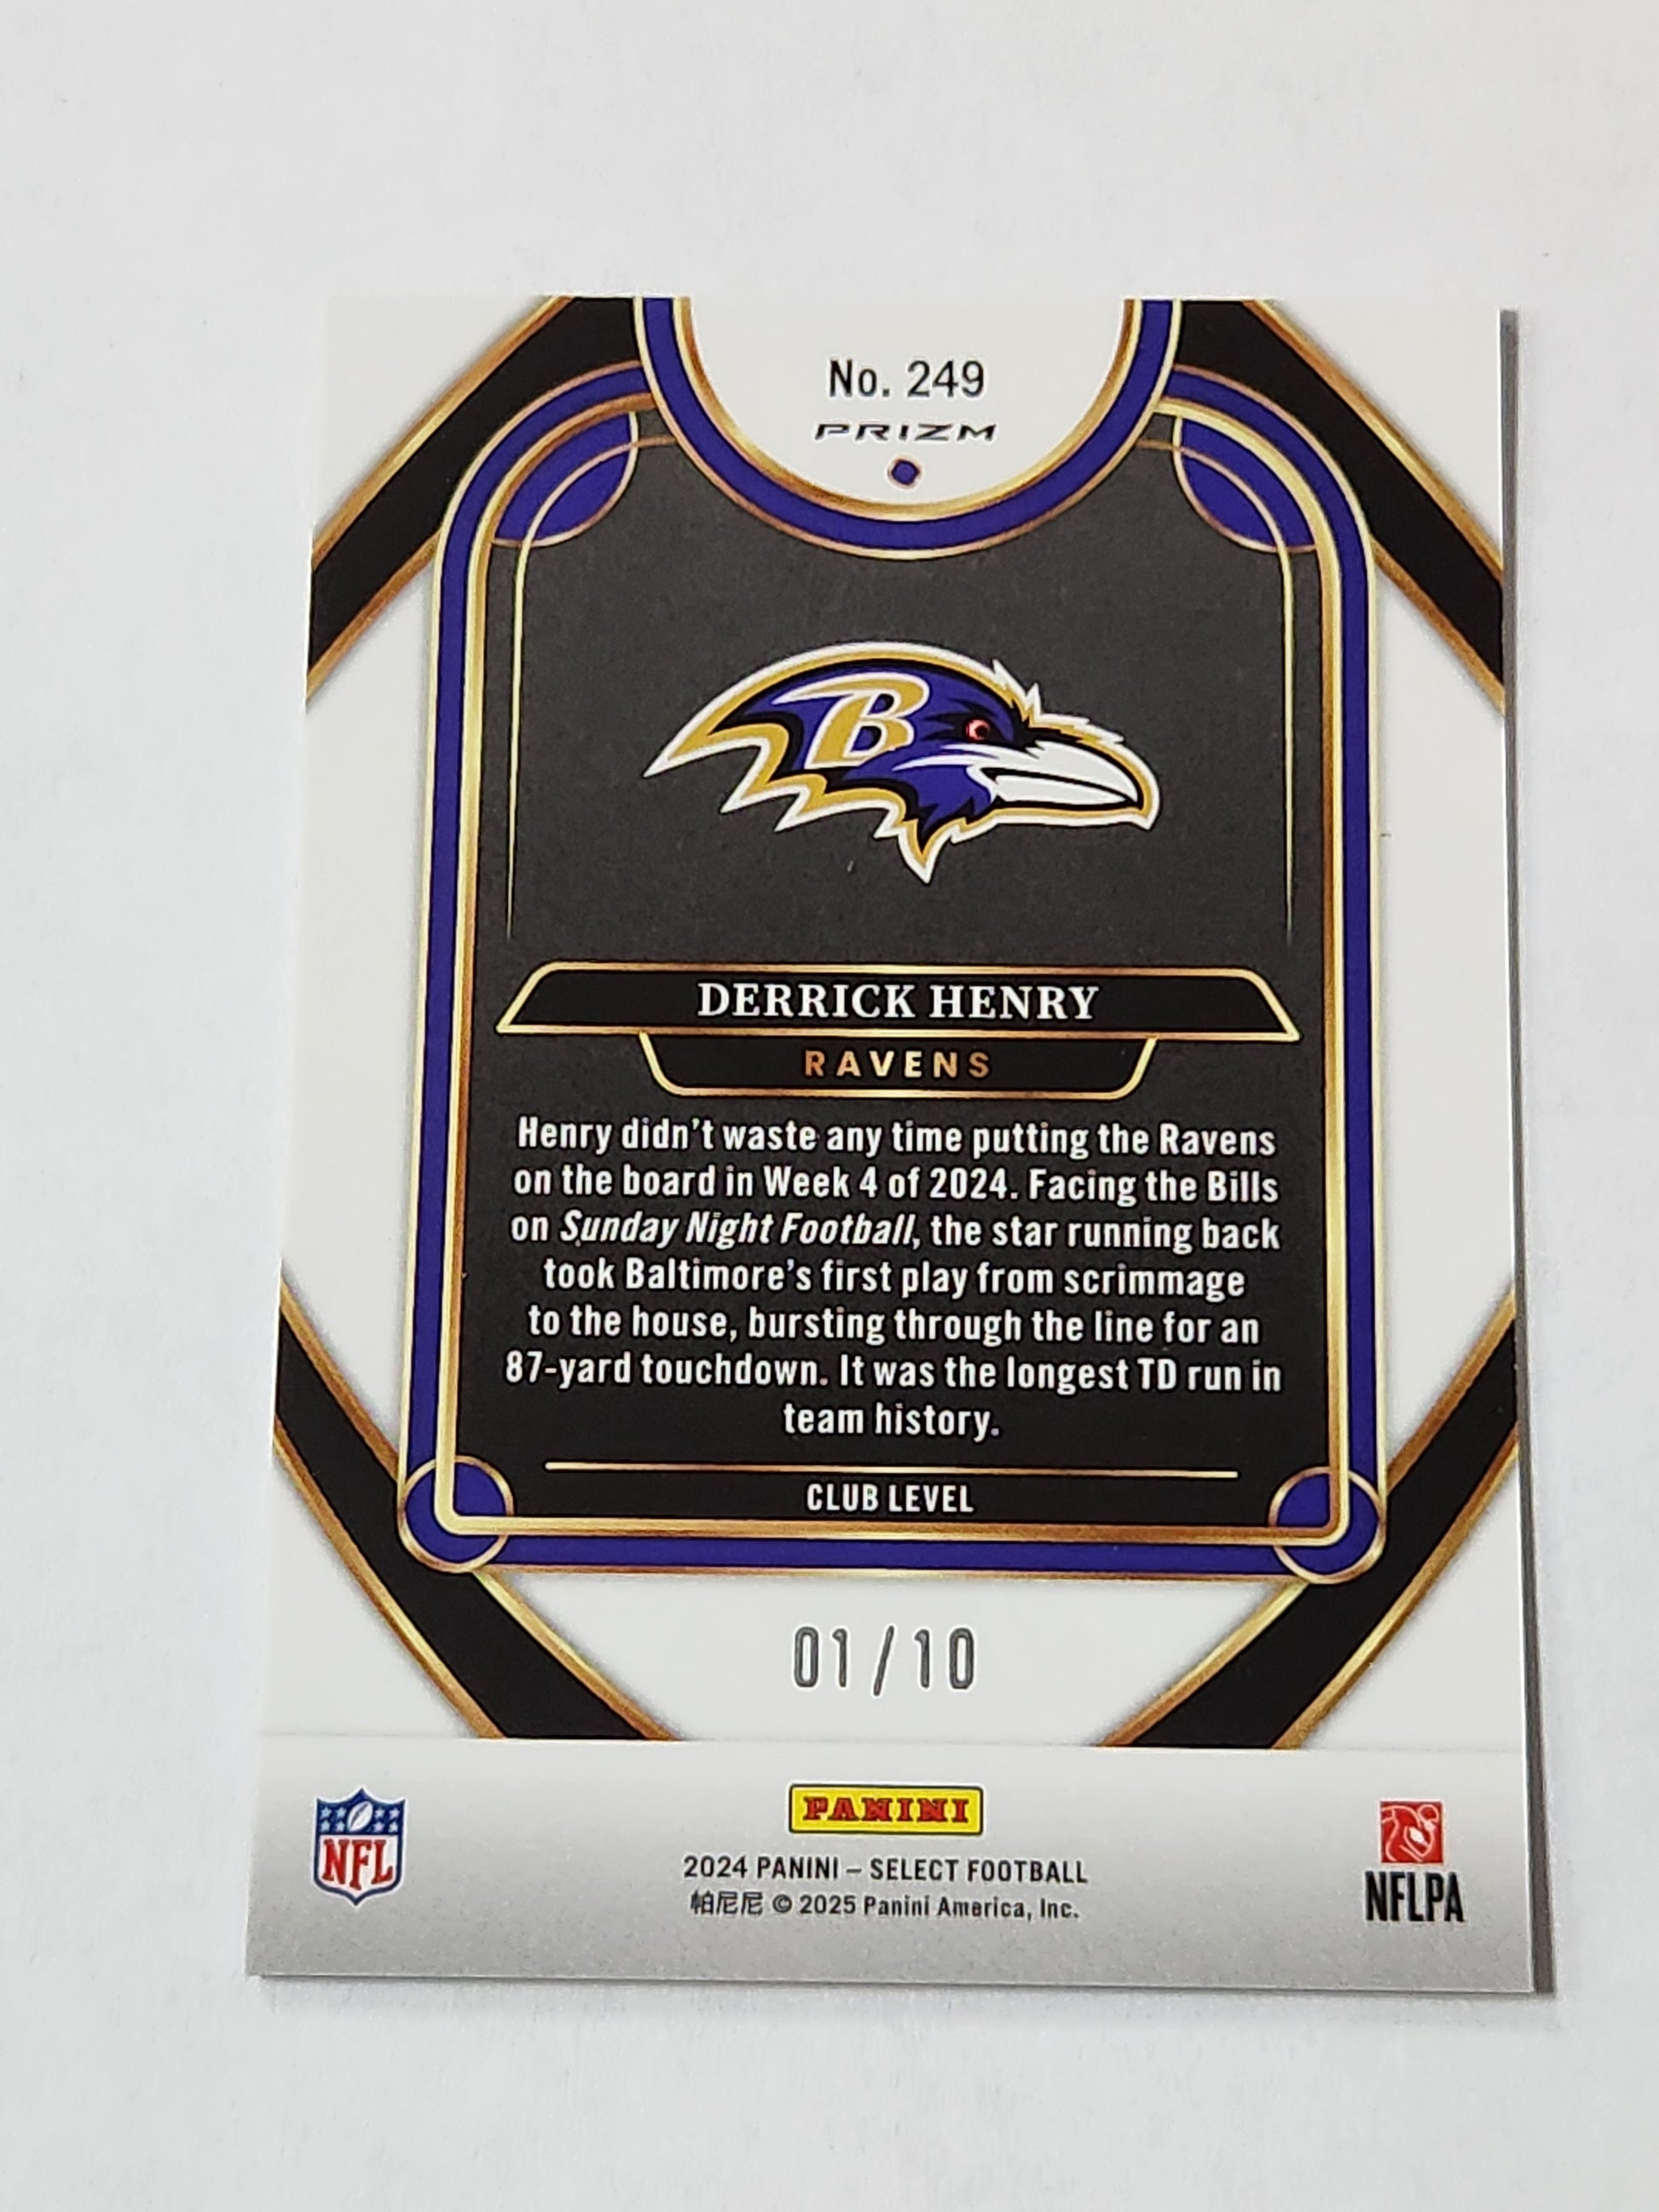 No. 249
PRIZM
B
DERRICK HENRY
RAVENS
Henry didn't waste any time putting the Ravens
on the board in Week 4 of 2024. Facing the Bills
on Sunday Night Football, the star running back
took Baltimore's first play from scrimmage
to the house, bursting through the line for an
87-yard touchdown. It was the longest TD run in
team history.
CLUB LEVEL
01/10
PANINI
NFL
2024 PANINI – SELECT FOOTBALL
帕尼尼 © 2025 Panini America, Inc.
NFLPA